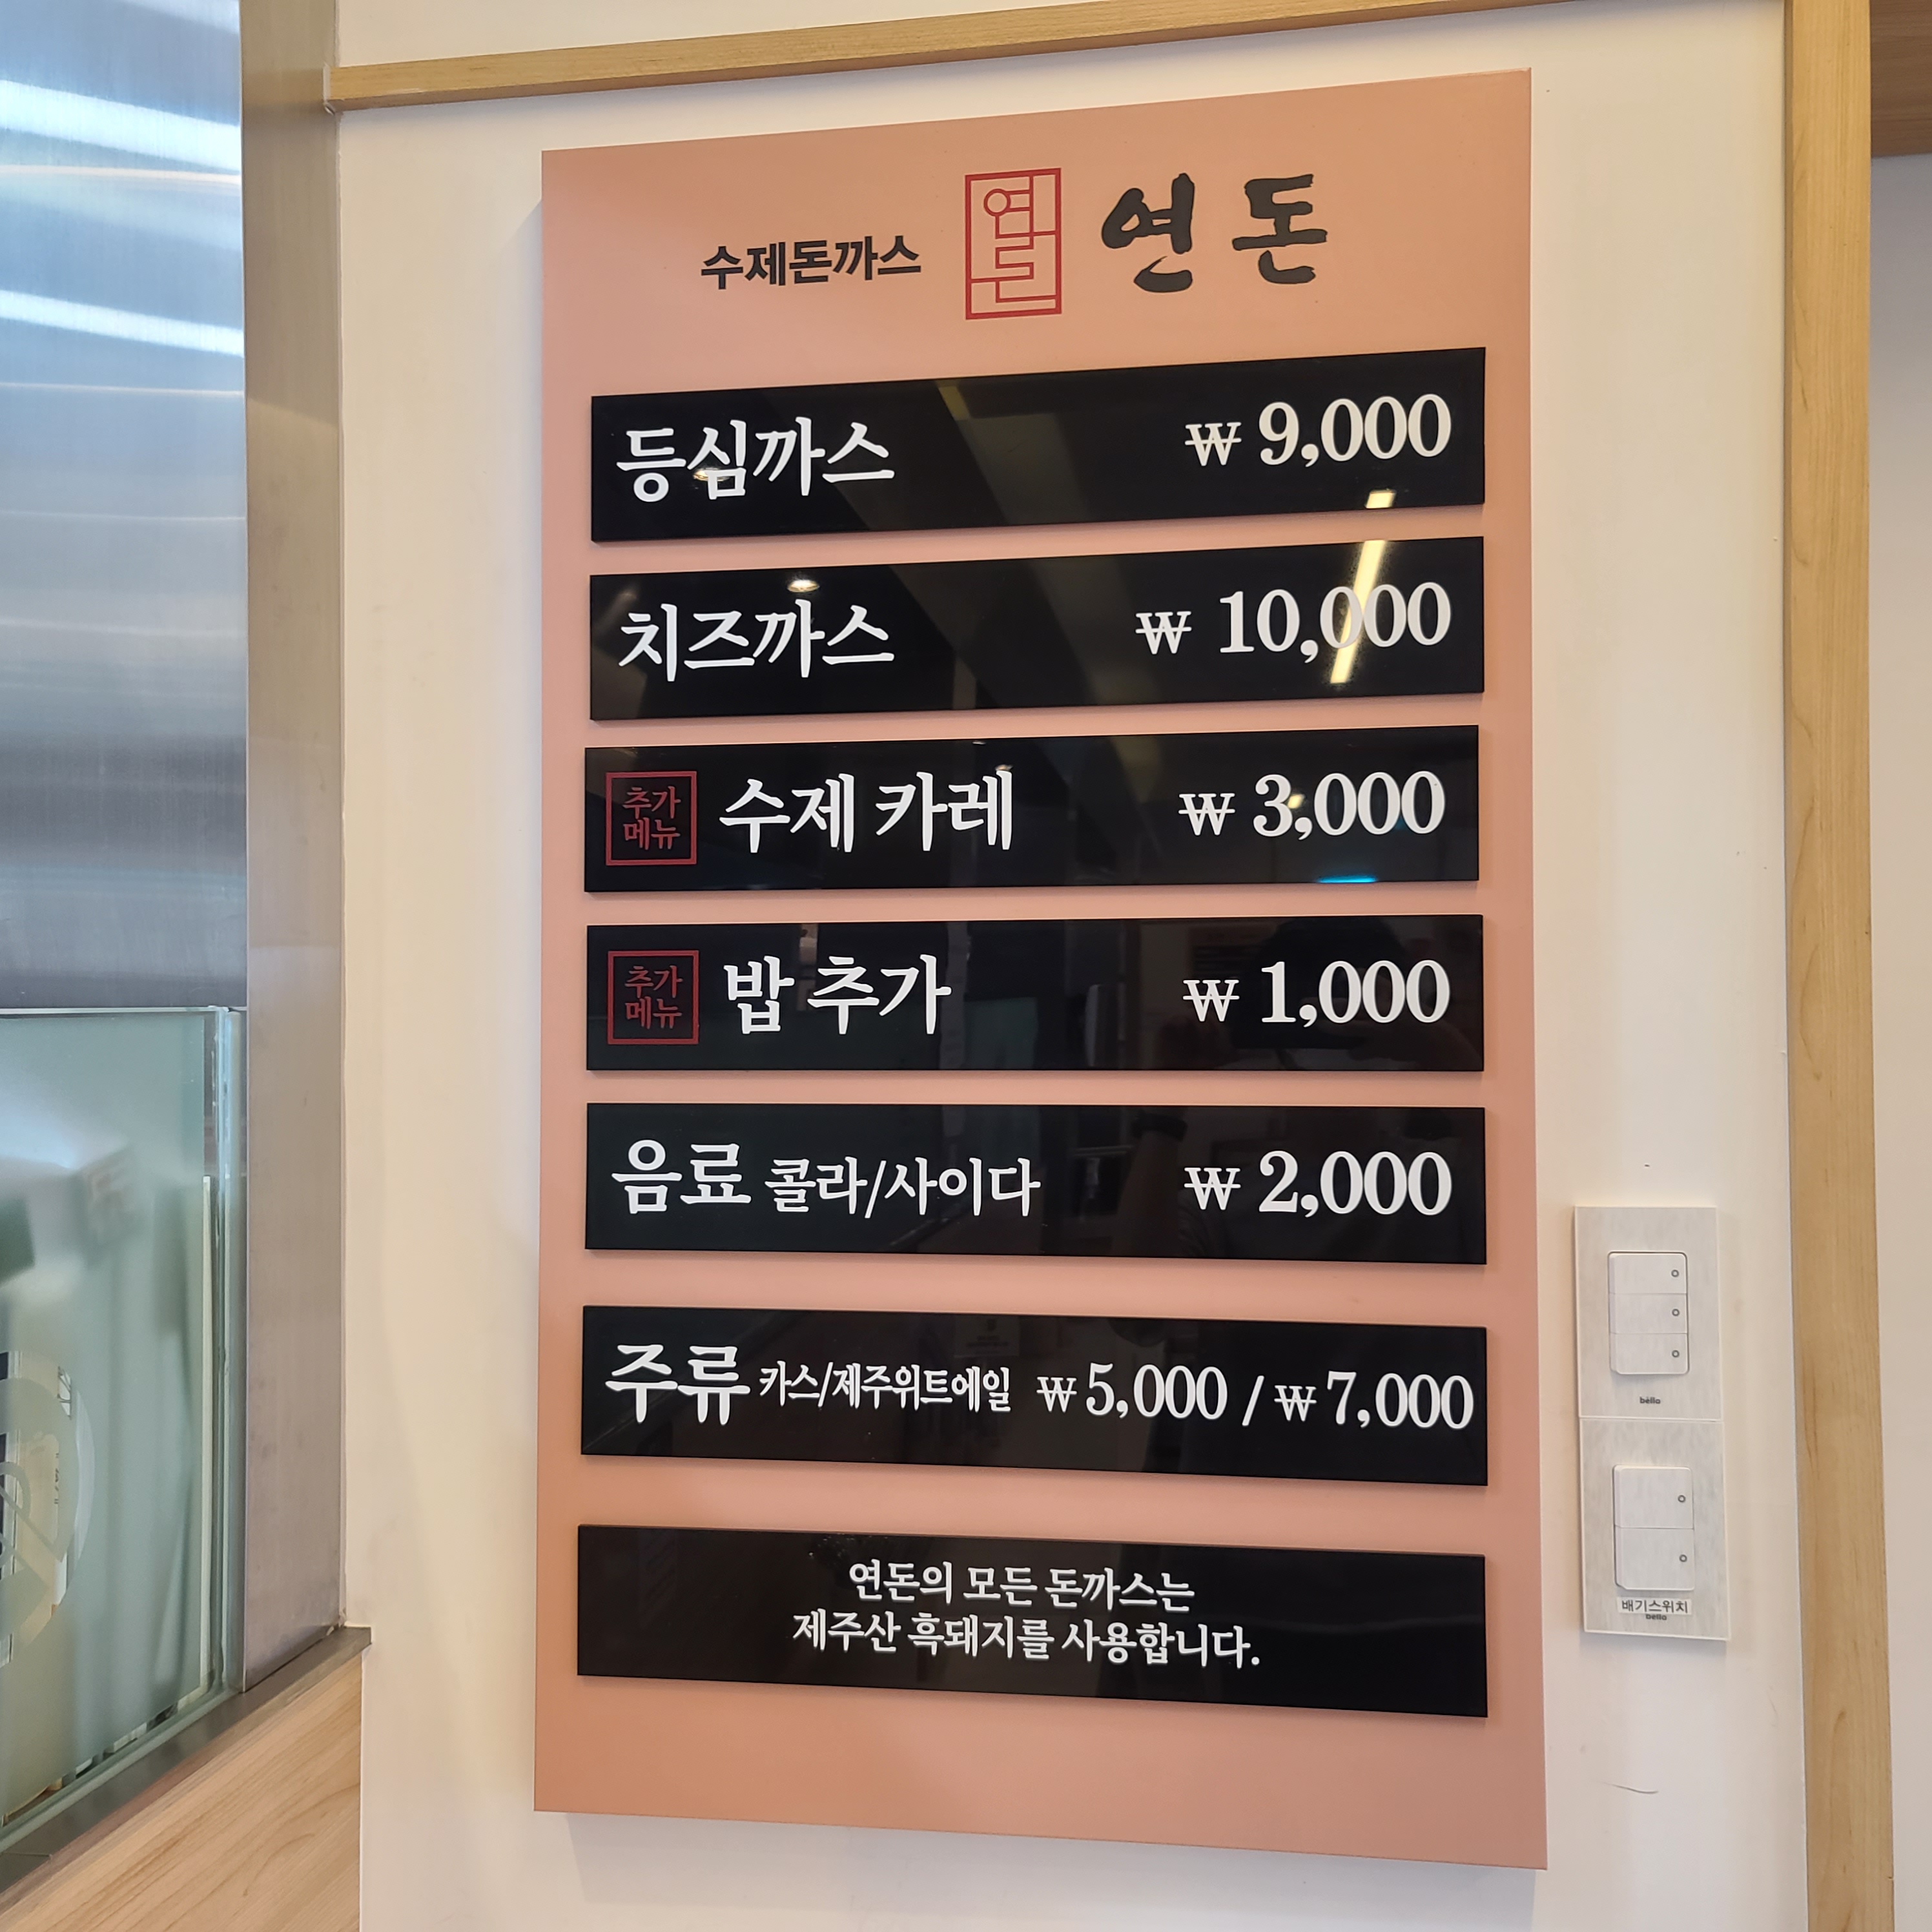 수제돈까스 연돈 연돈
등심까스 ₩ 9,000
치즈까스 ₩ 10,000
추가
메뉴
수제 카레 ₩ 3,000
추가
메뉴
밥 추가 ₩ 1,000
음료 콜라/사이다 ₩ 2,000
주류 카스/제주위트에일 ₩ 5,000 / ₩ 7,000
연돈의 모든 돈까스는
제주산 흑돼지를 사용합니다.
bello
배기스위치
bello